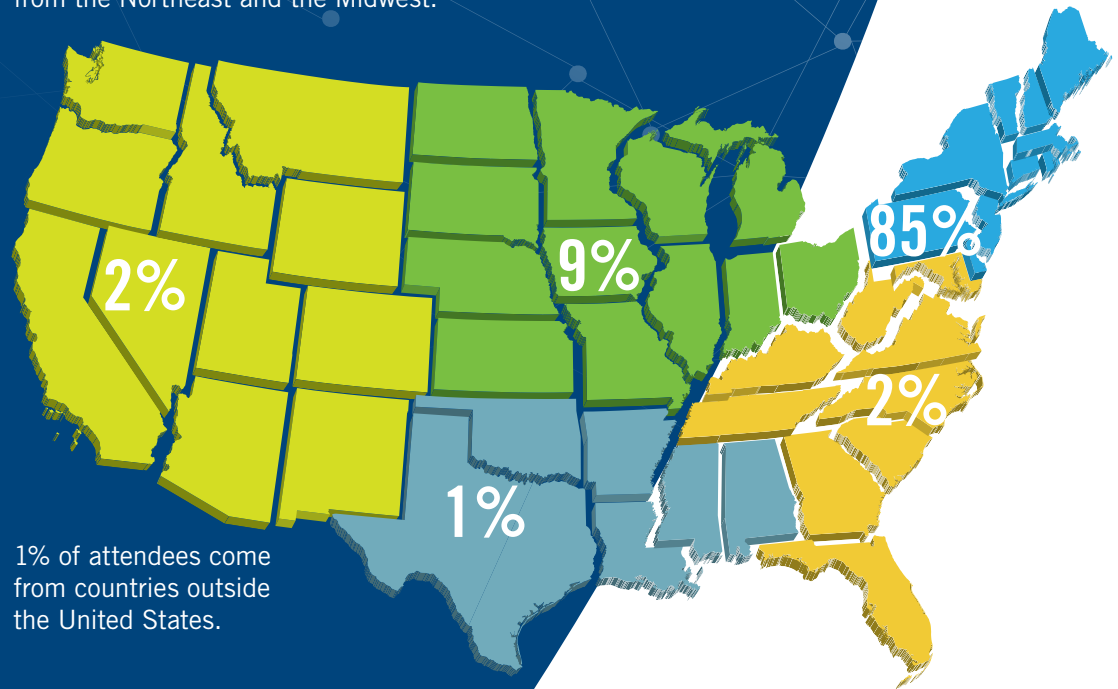 from the Northeast and the Midwest.
85%
2%
9%
2%
1%
1% of attendees come
from countries outside
the United States.